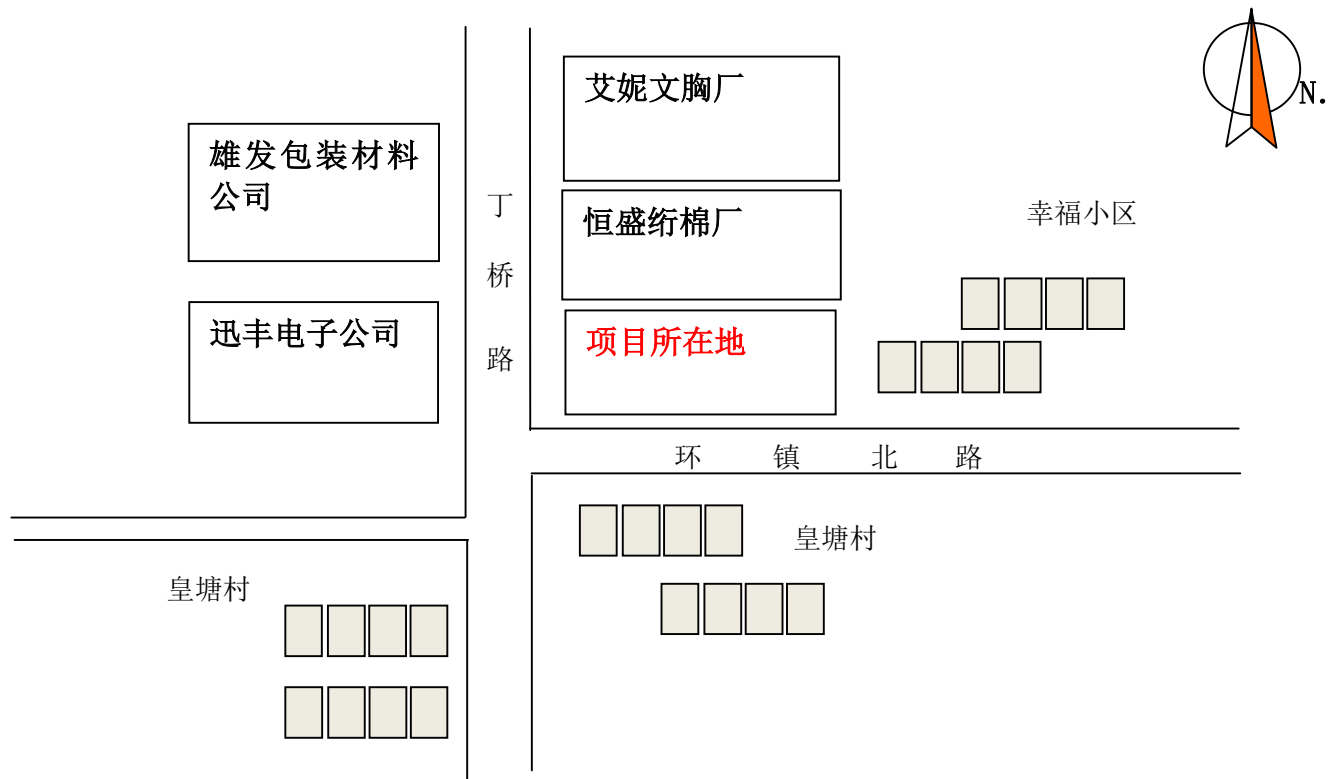 艾妮文胸厂
N.
雄发包装材料
公司
丁桥路
恒盛绗棉厂
幸福小区
迅丰电子公司
项目所在地
环镇北路
皇塘村
皇塘村